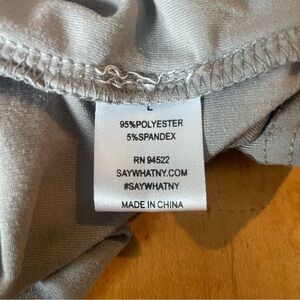 L
95%POLYESTER
5%SPANDEX
RN 94522
SAYWHATNY.COM
#SAYWHATNY
MADE IN CHINA